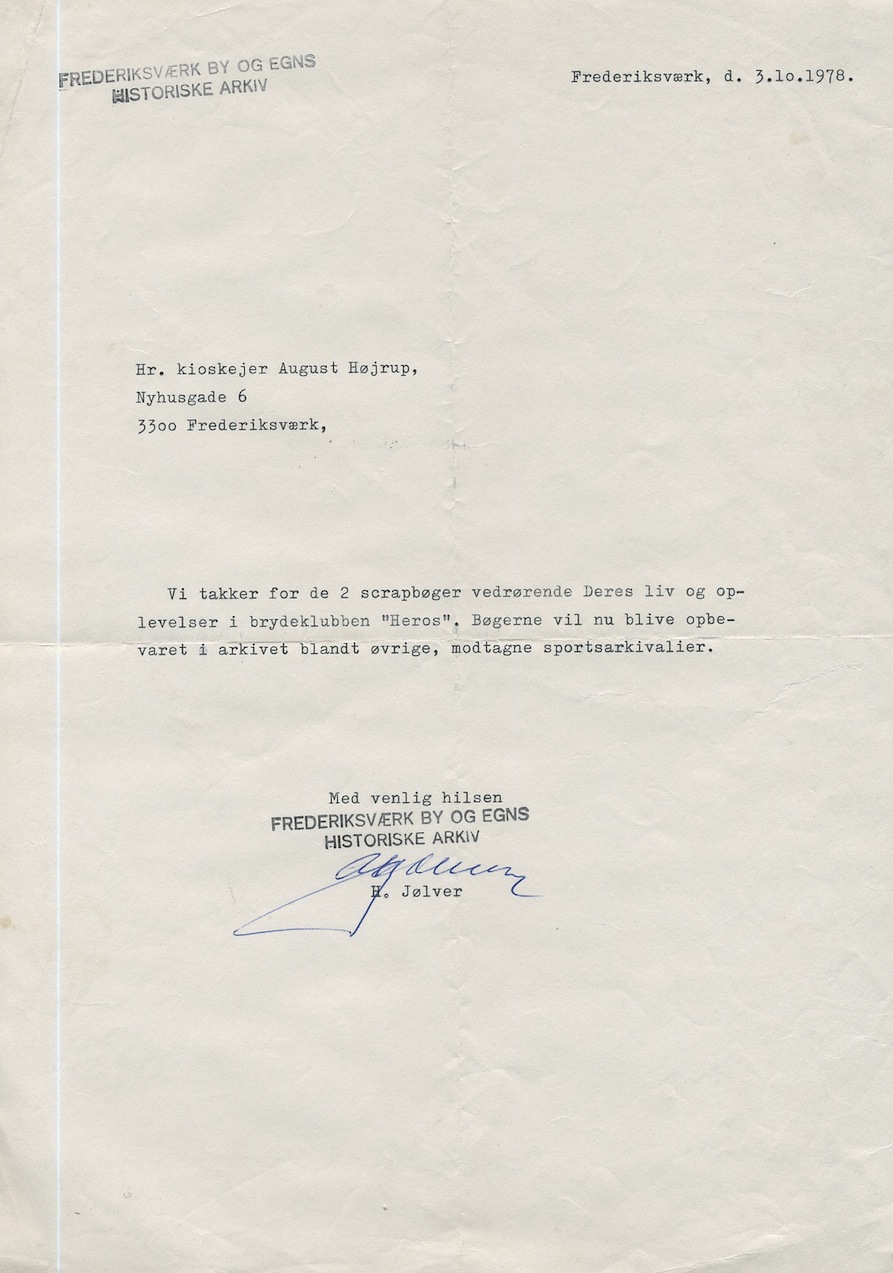 FREDERIKSVÆRK BY OG EGNS
HISTORISKE ARKIV
Frederiksværk, d. 3.lo.1978.
Hr. kioskejer August Højrup,
Nyhusgade 6
33oo Frederiksværk,
Vi takker for de 2 scrapbøger vedrørende Deres liv og op-
levelser i brydeklubben "Heros". Bøgerne vil nu blive opbe-
varet i arkivet blandt øvrige, modtagne sportsarkivalier.
Med venlig hilsen
FREDERIKSVÆRK BY OG EGNS
HISTORISKE ARKIV
H. Jølver